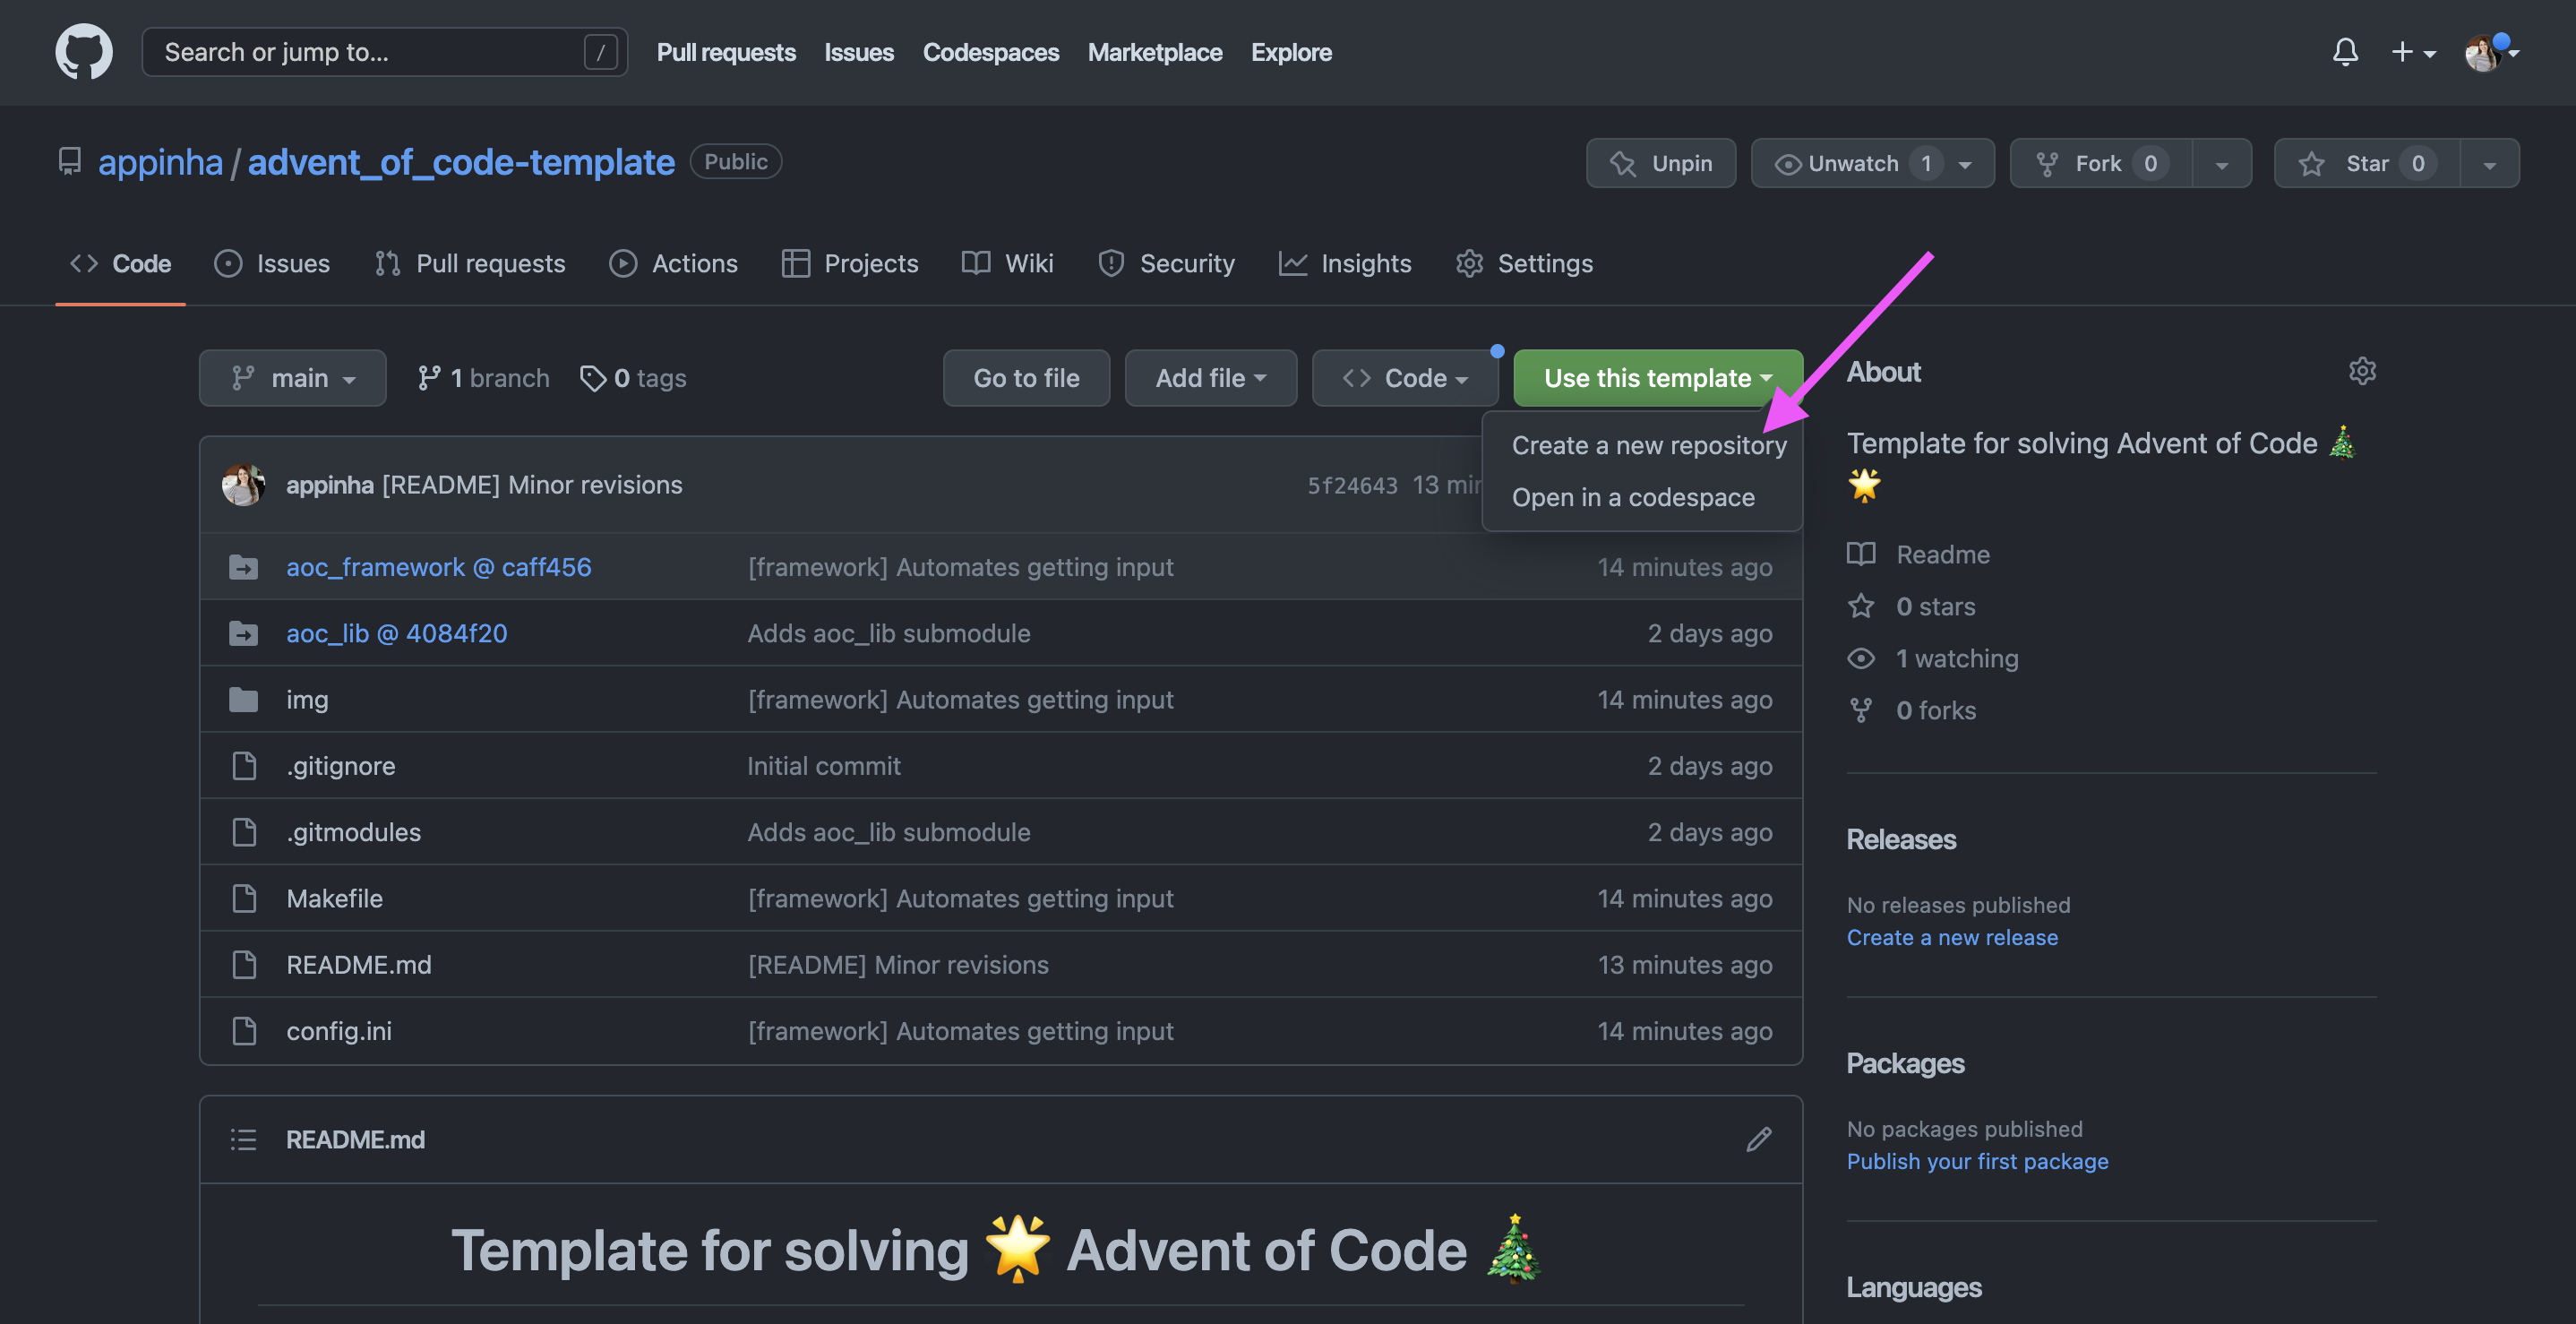 Search or jump to... /
Pull requests Issues Codespaces Marketplace Explore
appinha / advent_of_code-template Public
Unpin Unwatch 1 Fork 0 Star 0
Code Issues Pull requests Actions Projects Wiki Security Insights Settings
main 1 branch 0 tags Go to file Add file Code Use this template
Create a new repository
Open in a codespace
appinha [README] Minor revisions 5f24643 13
aoc_framework @ caff456 [framework] Automates getting input 14 minutes ago
aoc_lib @ 4084f20 Adds aoc_lib submodule 2 days ago
img [framework] Automates getting input 14 minutes ago
.gitignore Initial commit 2 days ago
.gitmodules Adds aoc_lib submodule 2 days ago
Makefile [framework] Automates getting input 14 minutes ago
README.md [README] Minor revisions 13 minutes ago
config.ini [framework] Automates getting input 14 minutes ago
README.md
Template for solving 🌟 Advent of Code 🎄
About
Template for solving Advent of Code 🎄
🌟
Readme
0 stars
1 watching
0 forks
Releases
No releases published
Create a new release
Packages
No packages published
Publish your first package
Languages